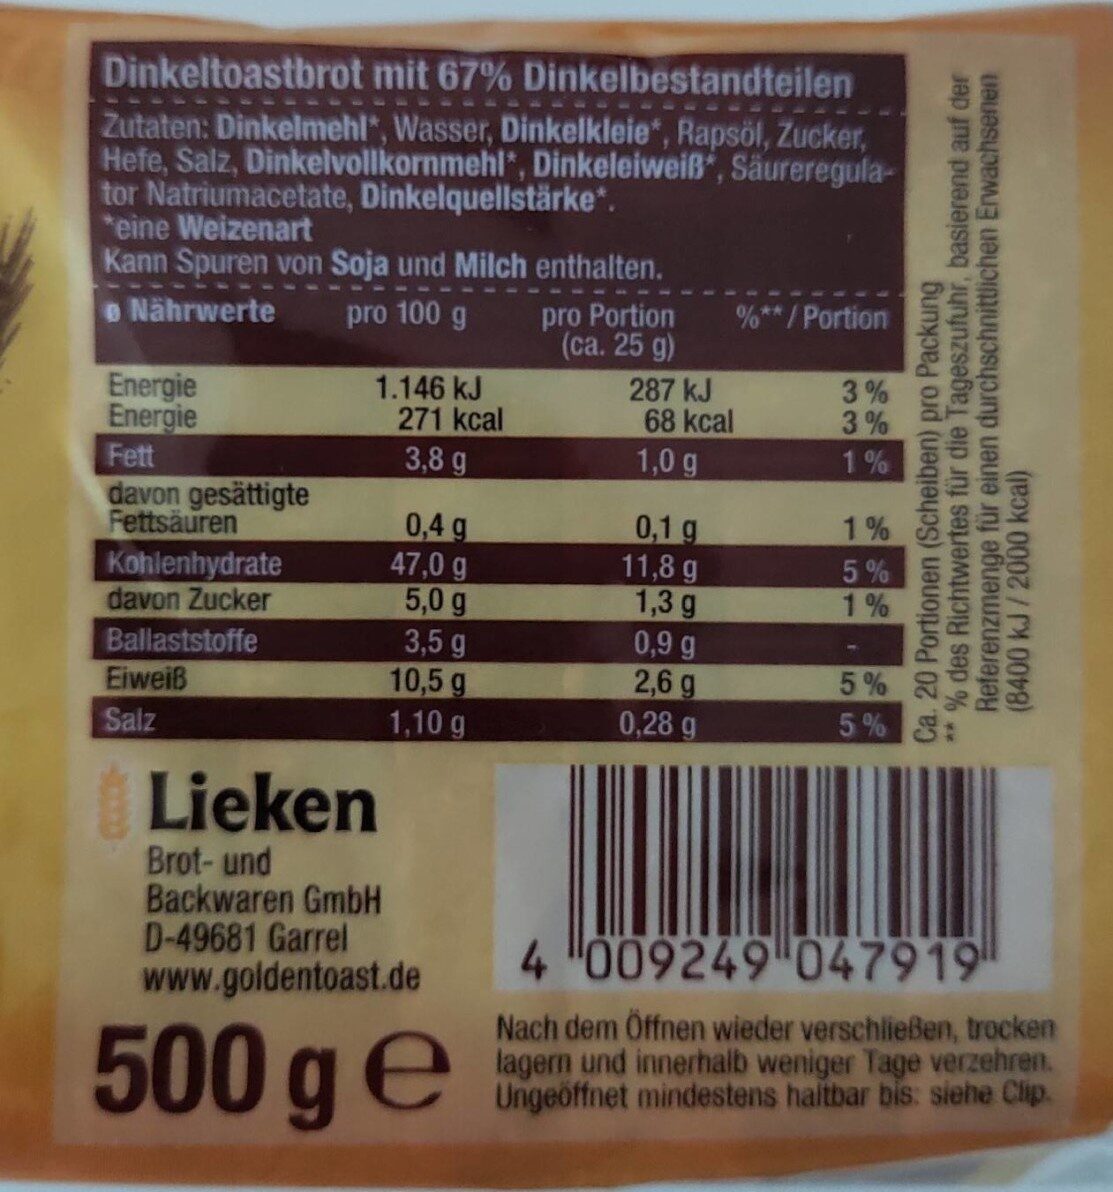 Dinkeltoastbrot mit 67% Dinkelbestandteilen
Zutaten: Dinkelmehl*, Wasser, Dinkelkleie*, Rapsöl, Zucker,
Hefe, Salz, Dinkelvollkornmehl*, Dinkeleiweiß*, Säureregula-
tor Natriumacetate, Dinkelquellstärke*.
*eine Weizenart
Kann Spuren von Soja und Milch enthalten.
ø Nährwerte pro 100 g pro Portion %** / Portion
(ca. 25 g)
Energie 1.146 kJ 287 kJ 3 %
Energie 271 kcal 68 kcal 3 %
Fett 3,8 g 1,0 g 1 %
davon gesättigte
Fettsäuren 0,4 g 0,1 g 1 %
Kohlenhydrate 47,0 g 11,8 g 5 %
davon Zucker 5,0 g 1,3 g 1 %
Ballaststoffe 3,5 g 0,9 g -
Eiweiß 10,5 g 2,6 g 5 %
Salz 1,10 g 0,28 g 5 %
Ca. 20 Portionen (Scheiben) pro Packung
** % des Richtwertes für die Tageszufuhr, basierend auf der
Referenzmenge für einen durchschnittlichen Erwachsenen
(8400 kJ / 2000 kcal)
Lieken
Brot- und
Backwaren GmbH
D-49681 Garrel
www.goldentoast.de
500 g e
4 009249 047919
Nach dem Öffnen wieder verschließen, trocken
lagern und innerhalb weniger Tage verzehren.
Ungeöffnet mindestens haltbar bis: siehe Clip.